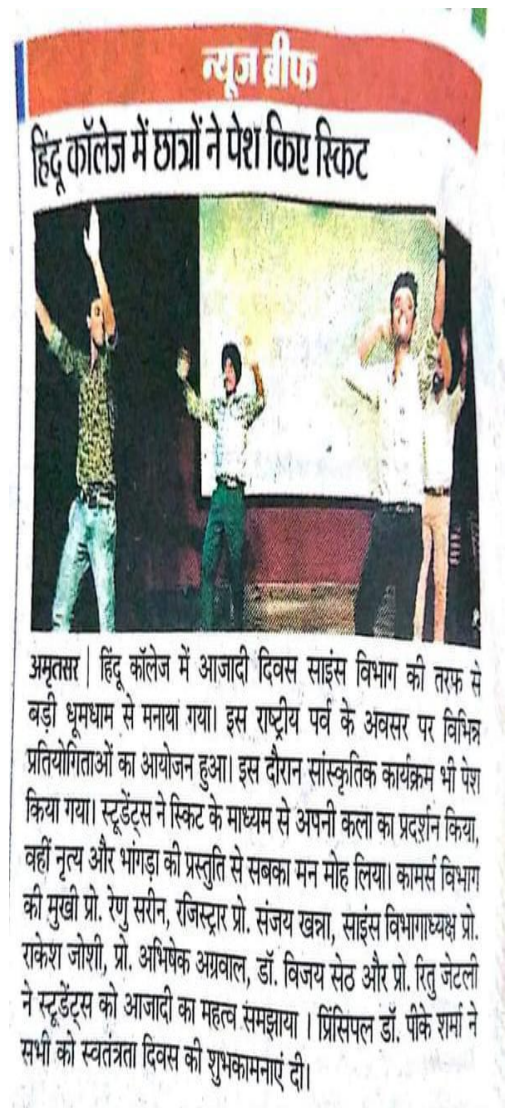 न्यूज ब्रीफ
हिंदू कॉलेज में छात्रों ने पेश किए स्किट
अमृतसर | हिंदू कॉलेज में आजादी दिवस साइंस विभाग की तरफ से
बड़ी धूमधाम से मनाया गया। इस राष्ट्रीय पर्व के अवसर पर विभिन्न
प्रतियोगिताओं का आयोजन हुआ। इस दौरान सांस्कृतिक कार्यक्रम भी पेश
किया गया। स्टूडेंट्स ने स्किट के माध्यम से अपनी कला का प्रदर्शन किया,
वहीं नृत्य और भांगड़ा की प्रस्तुति से सबका मन मोह लिया। कामर्स विभाग
की मुखी प्रो. रेणु सरीन, रजिस्ट्रार प्रो. संजय खन्ना, साइंस विभागाध्यक्ष प्रो.
राकेश जोशी, प्रो. अभिषेक अग्रवाल, डॉ. विजय सेठ और प्रो. रितु जेटली
ने स्टूडेंट्स को आजादी का महत्व समझाया । प्रिंसिपल डॉ. पीके शर्मा ने
सभी को स्वतंत्रता दिवस की शुभकामनाएं दी।